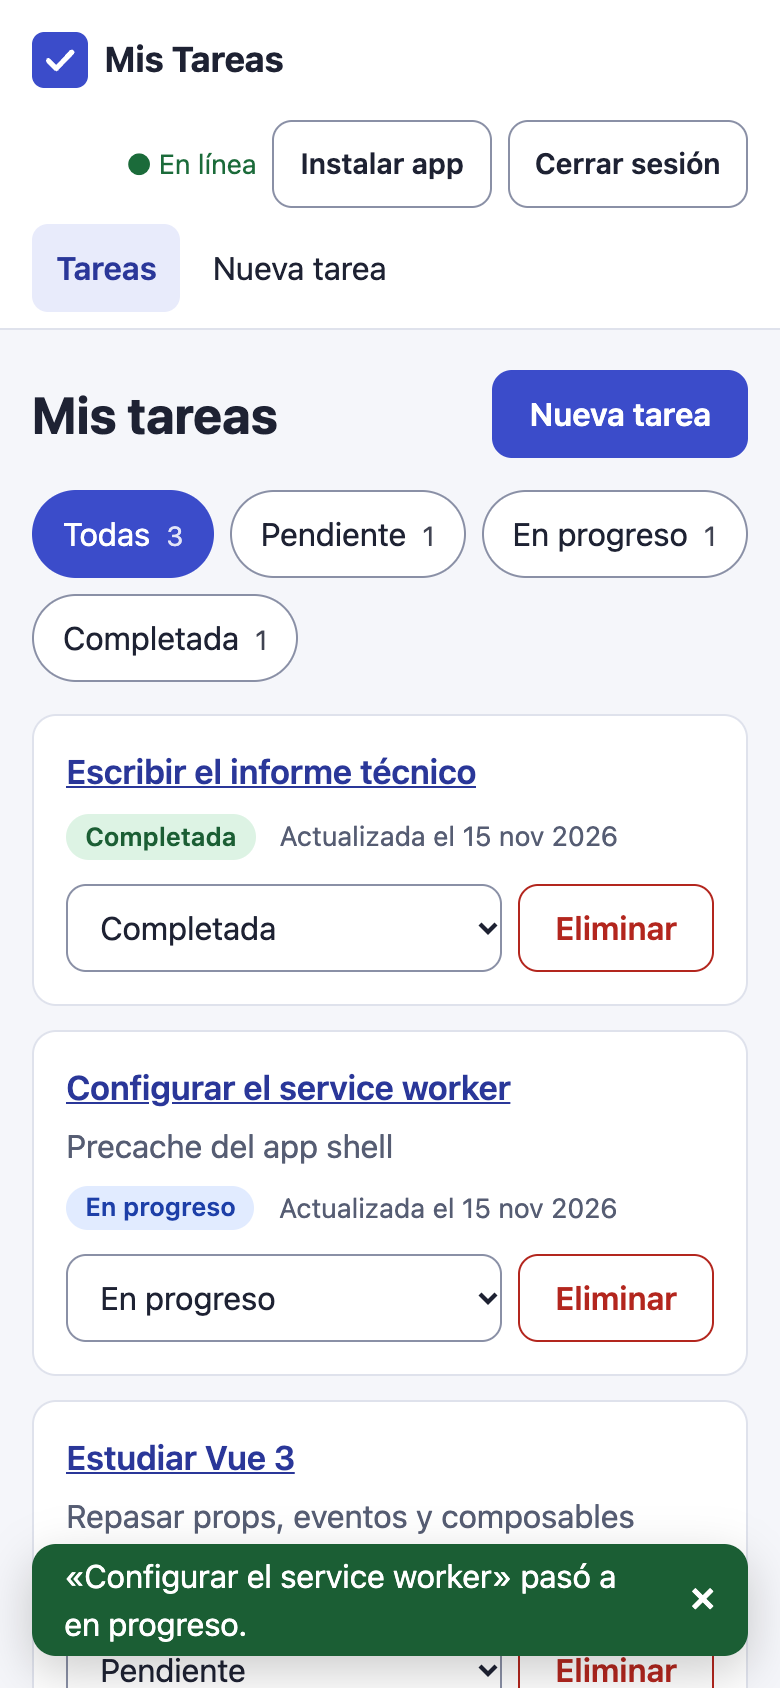 Mis Tareas
En línea
Instalar app
Cerrar sesión
Tareas
Nueva tarea
Mis tareas
Nueva tarea
Todas 3
Pendiente 1
En progreso 1
Completada 1
Escribir el informe técnico
Completada
Actualizada el 15 nov 2026
Completada
Eliminar
Configurar el service worker
Precache del app shell
En progreso
Actualizada el 15 nov 2026
En progreso
Eliminar
Estudiar Vue 3
Repasar props, eventos y composables
«Configurar el service worker» pasó a
en progreso.
Pendiente
Eliminar